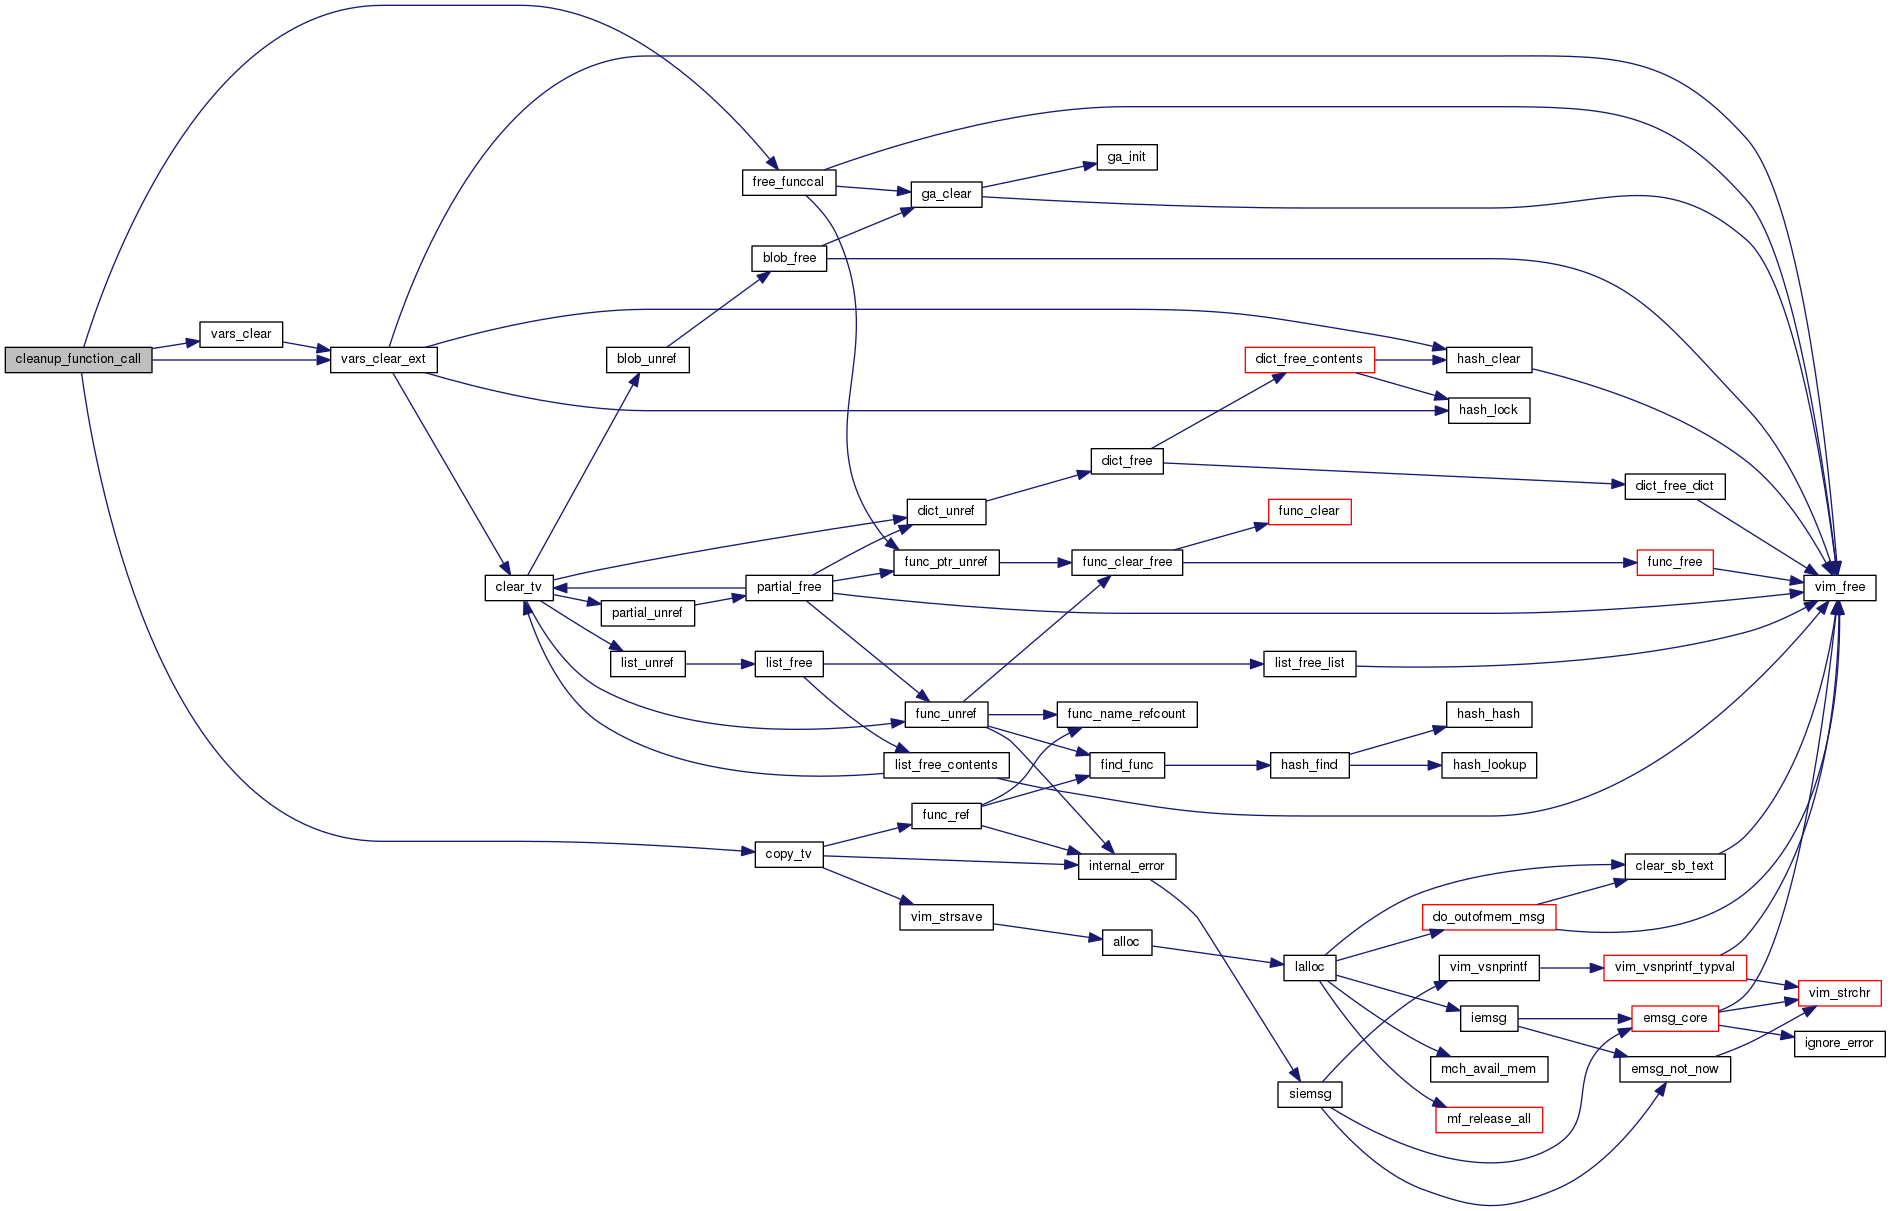 cleanup_function_call
vars_clear
vars_clear_ext
free_funccal
ga_clear
ga_init
blob_free
blob_unref
dict_free_contents
hash_clear
hash_lock
dict_free
dict_free_dict
dict_unref
func_clear
func_ptr_unref
func_clear_free
func_free
clear_tv
partial_free
vim_free
partial_unref
list_unref
list_free
list_free_list
func_unref
func_name_refcount
hash_hash
list_free_contents
find_func
hash_find
hash_lookup
func_ref
copy_tv
internal_error
clear_sb_text
vim_strsave
do_outofmem_msg
alloc
lalloc
vim_vsnprintf
vim_vsnprintf_typval
vim_strchr
iemsg
emsg_core
ignore_error
mch_avail_mem
emsg_not_now
siemsg
mf_release_all